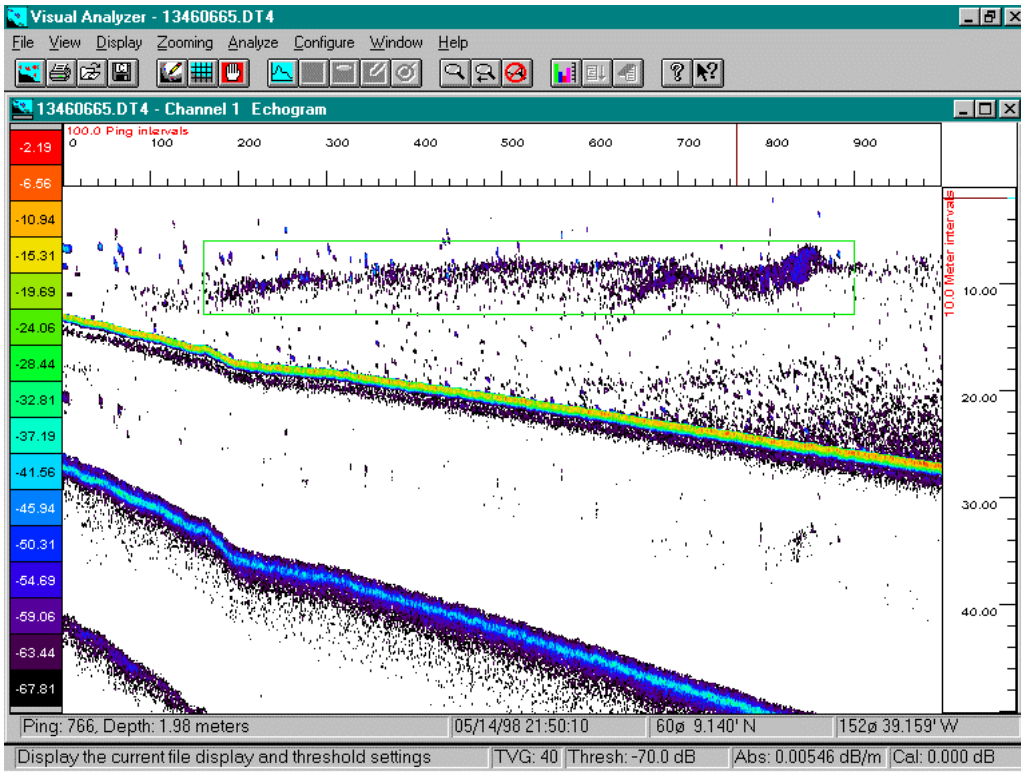 Visual Analyzer - 13460665.DT4
File View Display Zooming Analyze Configure Window Help
13460665.DT4 - Channel 1 Echogram
100.0 Ping intervals
0 100 200 300 400 500 600 700 800 900
-2.19
-6.56
-10.94
-15.31
-19.69
-24.06
-28.44
-32.81
-37.19
-41.56
-45.94
-50.31
-54.69
-59.06
-63.44
-67.81
10.0 Meter intervals
10.00
20.00
30.00
40.00
Ping: 766, Depth: 1.98 meters 05/14/98 21:50:10 60ø 9.140' N 152ø 39.159' W
Display the current file display and threshold settings TVG: 40 Thresh: -70.0 dB Abs: 0.00546 dB/m Cal: 0.000 dB